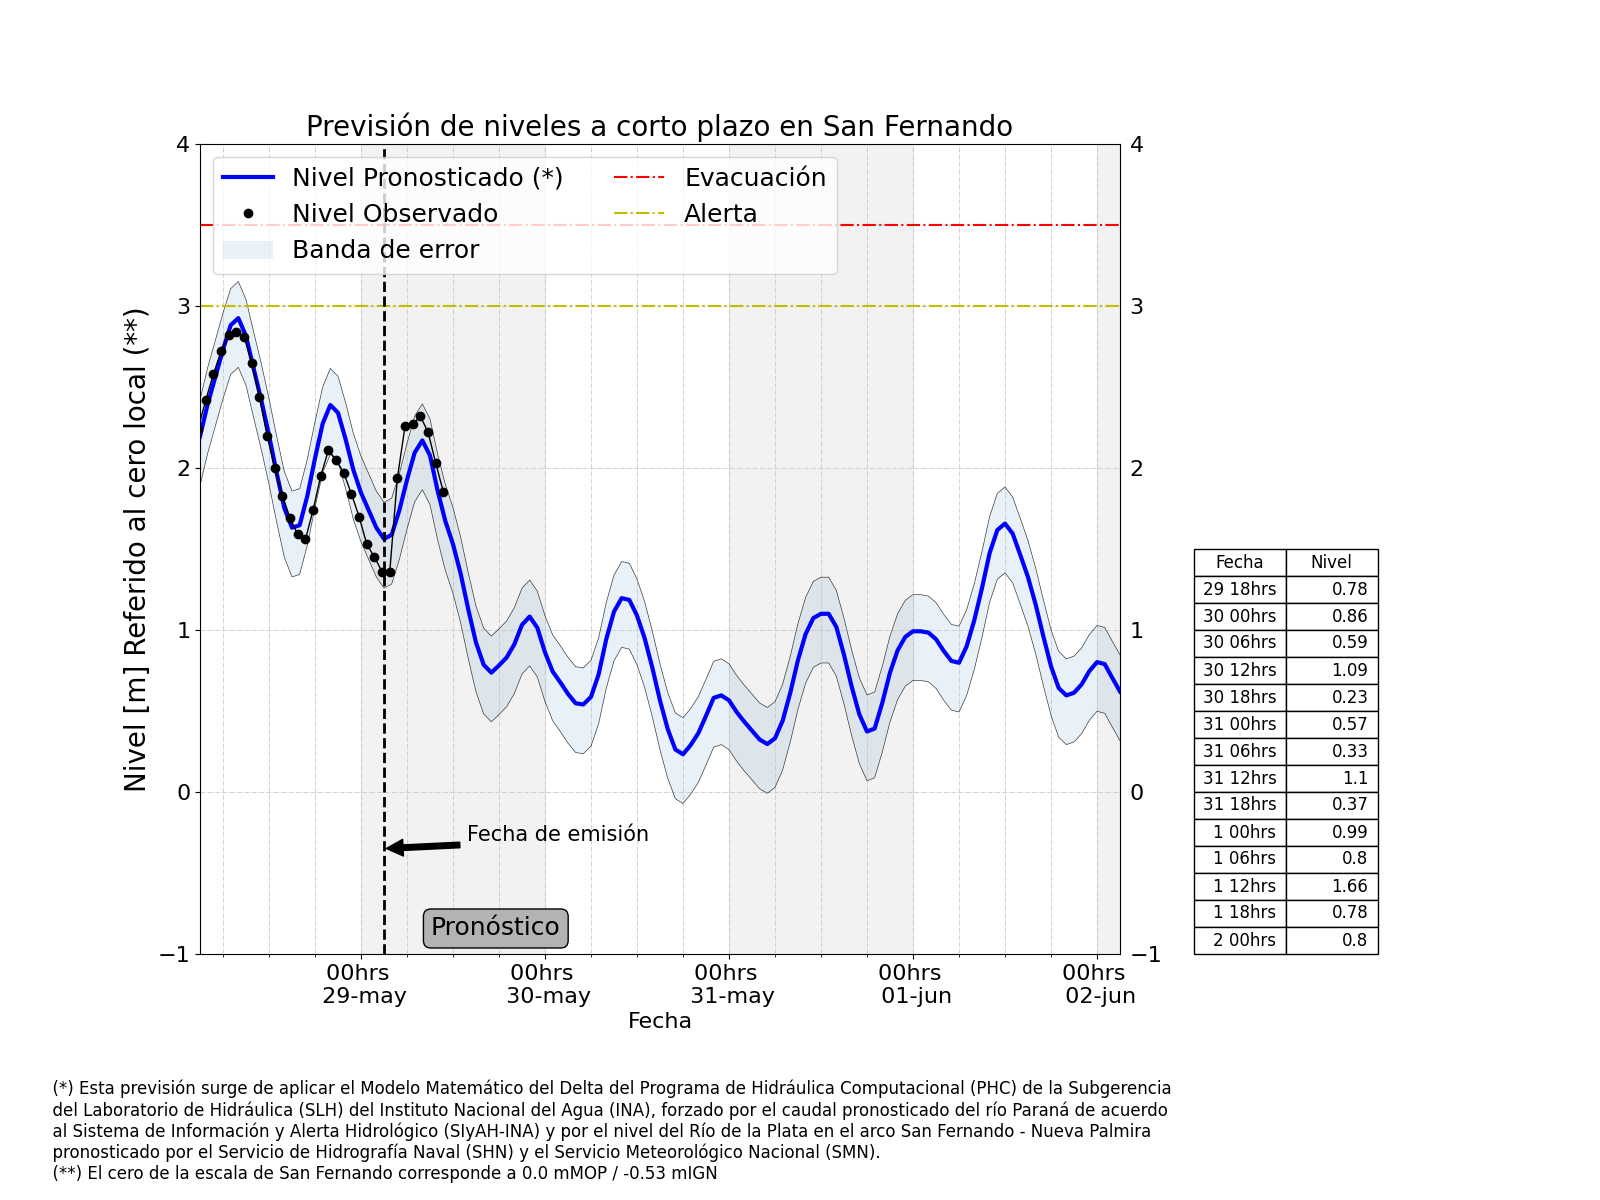 Previsión de niveles a corto plazo en San Fernando
Nivel Pronosticado (*)
Nivel Observado
Banda de error
Evacuación
Alerta
4
3
2
1
0
−1
4
3
2
1
0
−1
Nivel [m] Referido al cero local (**)
Fecha de emisión
Pronóstico
00hrs
29-may
00hrs
30-may
00hrs
31-may
00hrs
01-jun
00hrs
02-jun
Fecha
Fecha Nivel
29 18hrs 0.78
30 00hrs 0.86
30 06hrs 0.59
30 12hrs 1.09
30 18hrs 0.23
31 00hrs 0.57
31 06hrs 0.33
31 12hrs 1.1
31 18hrs 0.37
1 00hrs 0.99
1 06hrs 0.8
1 12hrs 1.66
1 18hrs 0.78
2 00hrs 0.8
(*) Esta previsión surge de aplicar el Modelo Matemático del Delta del Programa de Hidráulica Computacional (PHC) de la Subgerencia
del Laboratorio de Hidráulica (SLH) del Instituto Nacional del Agua (INA), forzado por el caudal pronosticado del río Paraná de acuerdo
al Sistema de Información y Alerta Hidrológico (SIyAH-INA) y por el nivel del Río de la Plata en el arco San Fernando - Nueva Palmira
pronosticado por el Servicio de Hidrografía Naval (SHN) y el Servicio Meteorológico Nacional (SMN).
(**) El cero de la escala de San Fernando corresponde a 0.0 mMOP / -0.53 mIGN